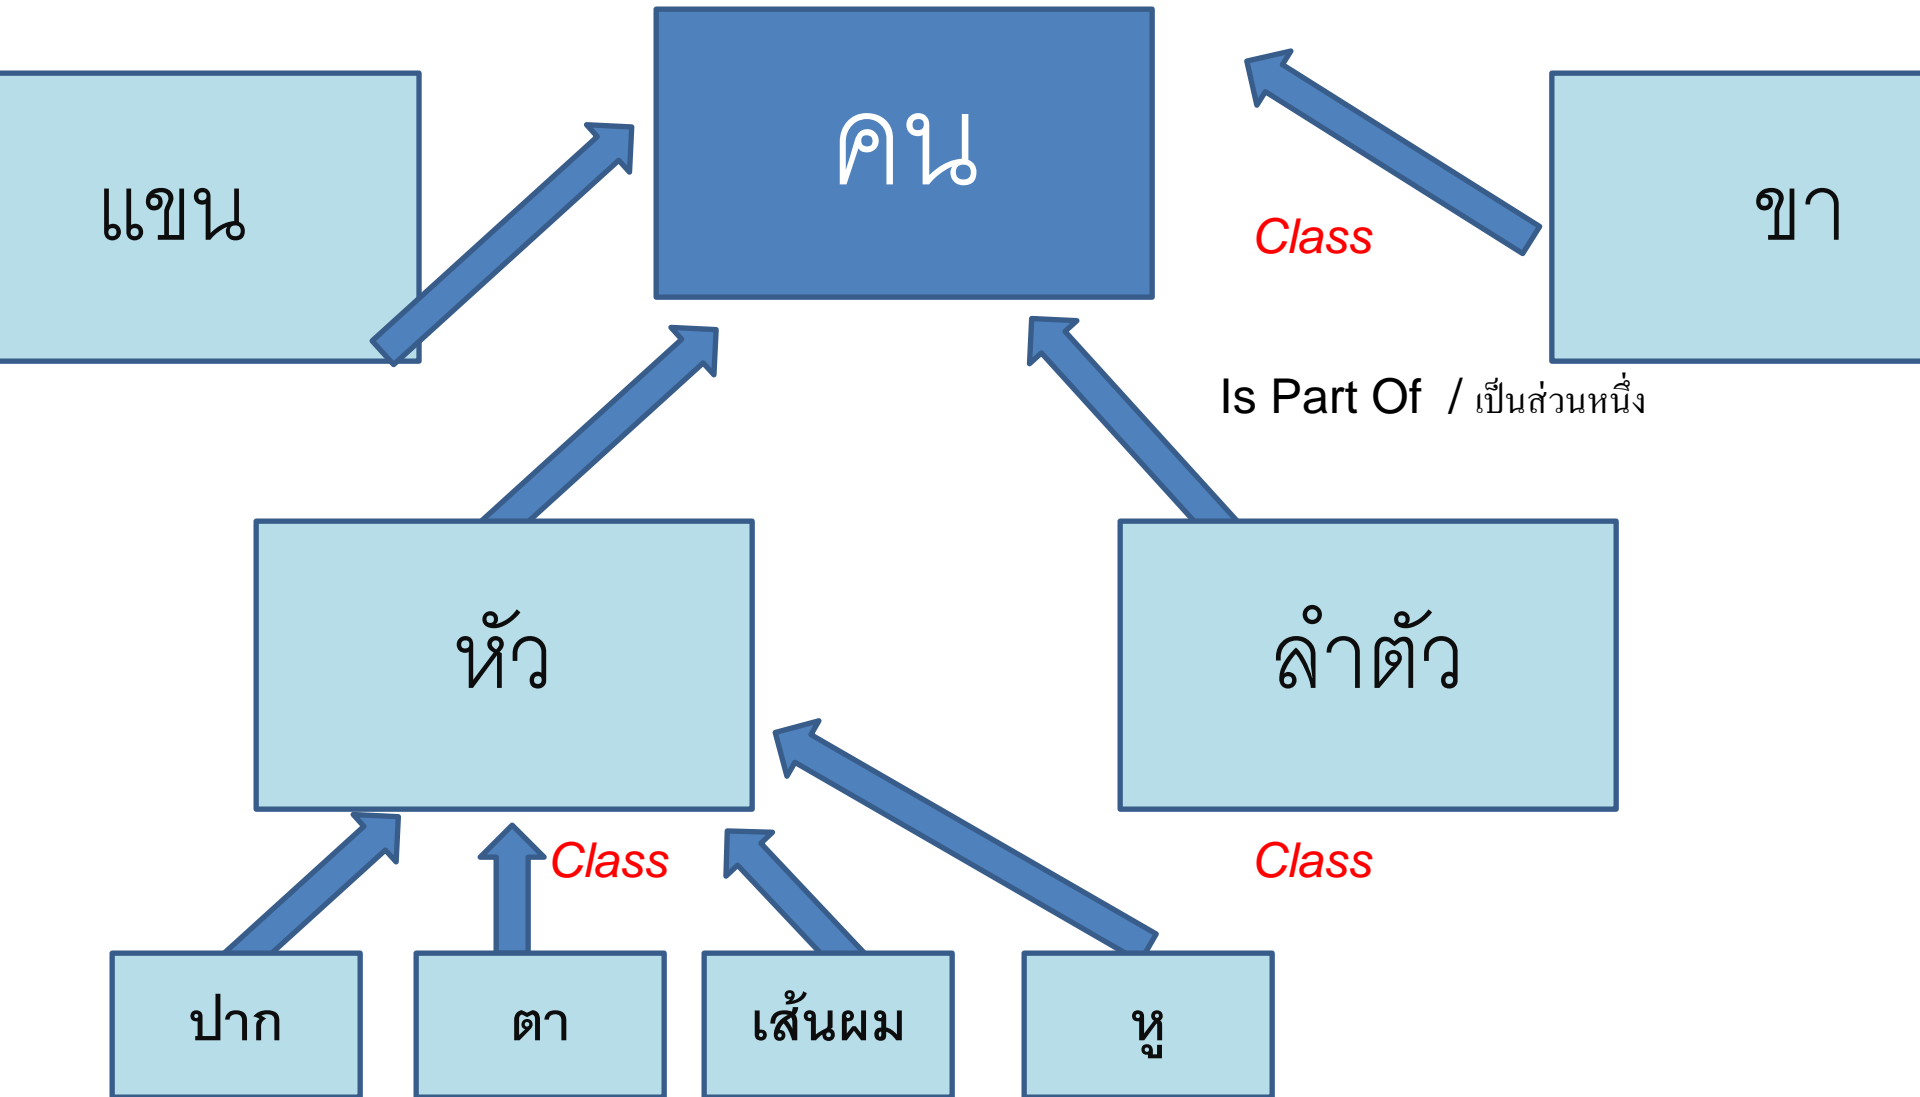 คน
แขน
ขา
Class
Is Part Of / เป็นส่วนหนึ่ง
หัว
ลำตัว
Class
Class
ปาก
ตา
เส้นผม
หู